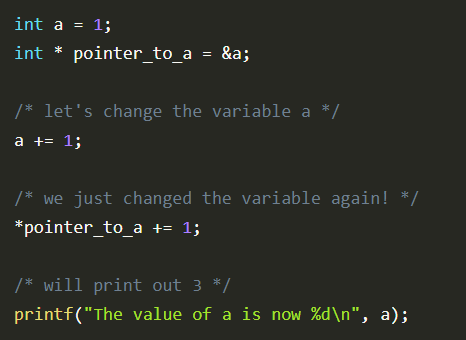 int a = 1;
int * pointer_to_a = &a;
/* let's change the variable a */
a += 1;
/* we just changed the variable again! */
*pointer_to_a += 1;
/* will print out 3 */
printf("The value of a is now %d\n", a);